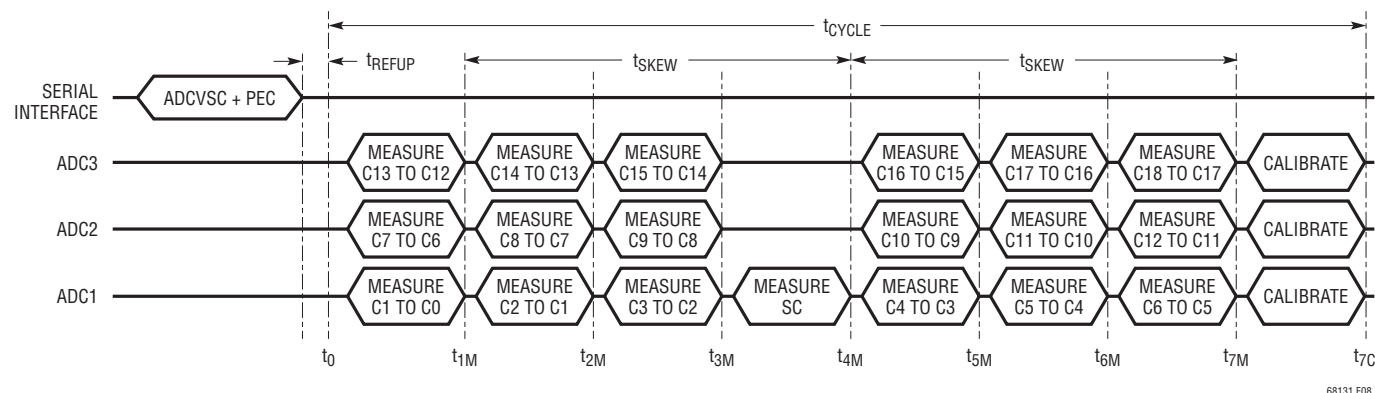 tCYCLE
tREFUP
tSKEW
tSKEW
SERIAL
INTERFACE
ADCVSC + PEC
ADC3
MEASURE
C13 TO C12
MEASURE
C14 TO C13
MEASURE
C15 TO C14
MEASURE
C16 TO C15
MEASURE
C17 TO C16
MEASURE
C18 TO C17
CALIBRATE
ADC2
MEASURE
C7 TO C6
MEASURE
C8 TO C7
MEASURE
C9 TO C8
MEASURE
C10 TO C9
MEASURE
C11 TO C10
MEASURE
C12 TO C11
CALIBRATE
ADC1
MEASURE
C1 TO C0
MEASURE
C2 TO C1
MEASURE
C3 TO C2
MEASURE
SC
MEASURE
C4 TO C3
MEASURE
C5 TO C4
MEASURE
C6 TO C5
CALIBRATE
t0
t1M
t2M
t3M
t4M
t5M
t6M
t7M
t7C
68131 F08